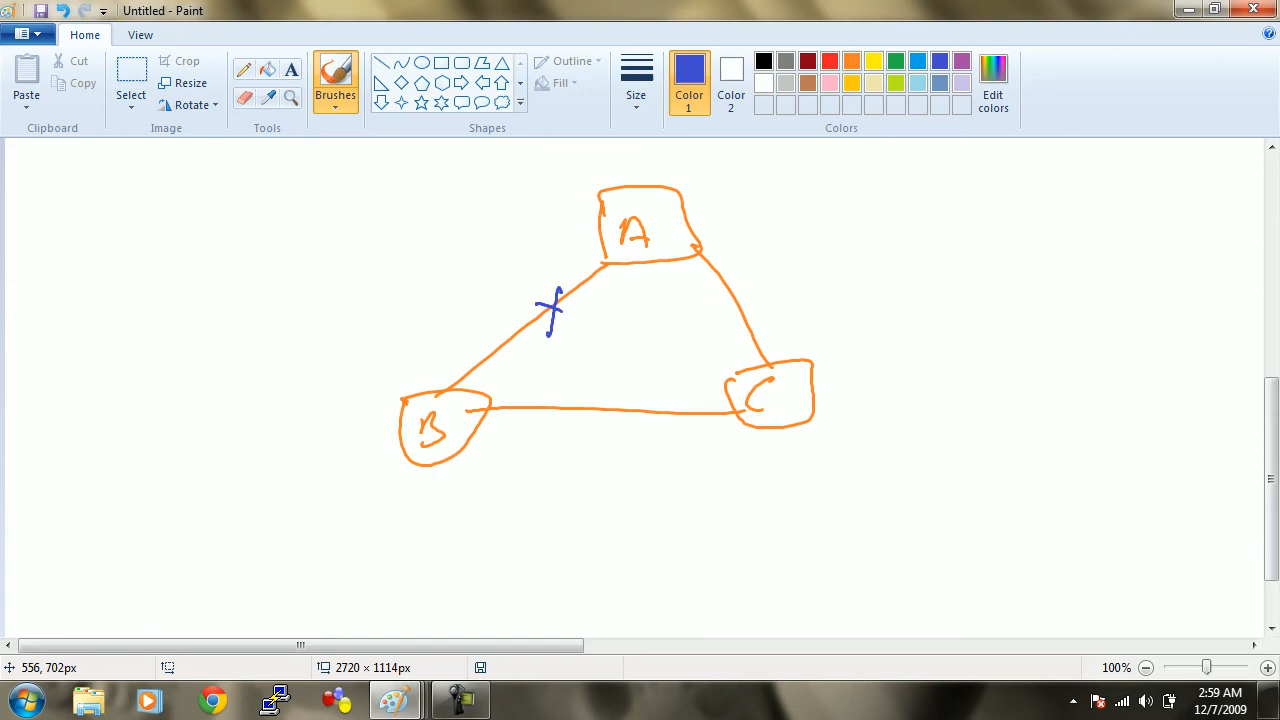 Untitled - Paint
Home View
Paste
Cut
Copy
Clipboard
Select
Crop
Resize
Rotate
Image
Tools
Brushes
Shapes
Outline
Fill
Size
Color 1
Color 2
Edit colors
Colors
A
B
C
556, 702px
2720 × 1114px
100%
2:59 AM
12/7/2009